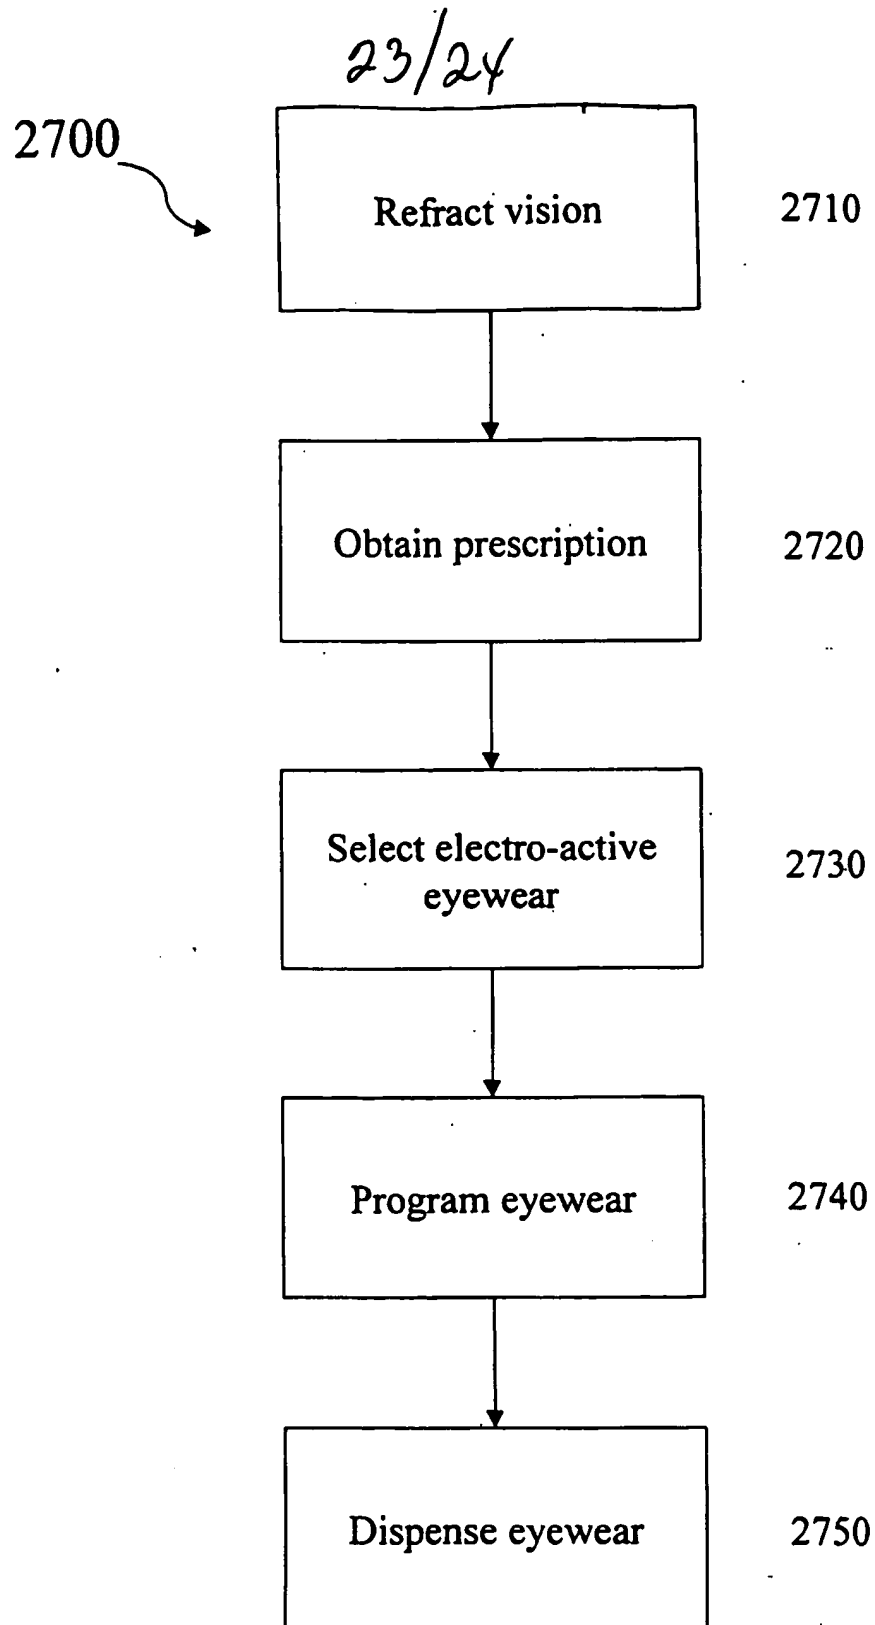 23/24
2700
Refract vision
2710
Obtain prescription
2720
Select electro-active
eyewear
2730
Program eyewear
2740
Dispense eyewear
2750